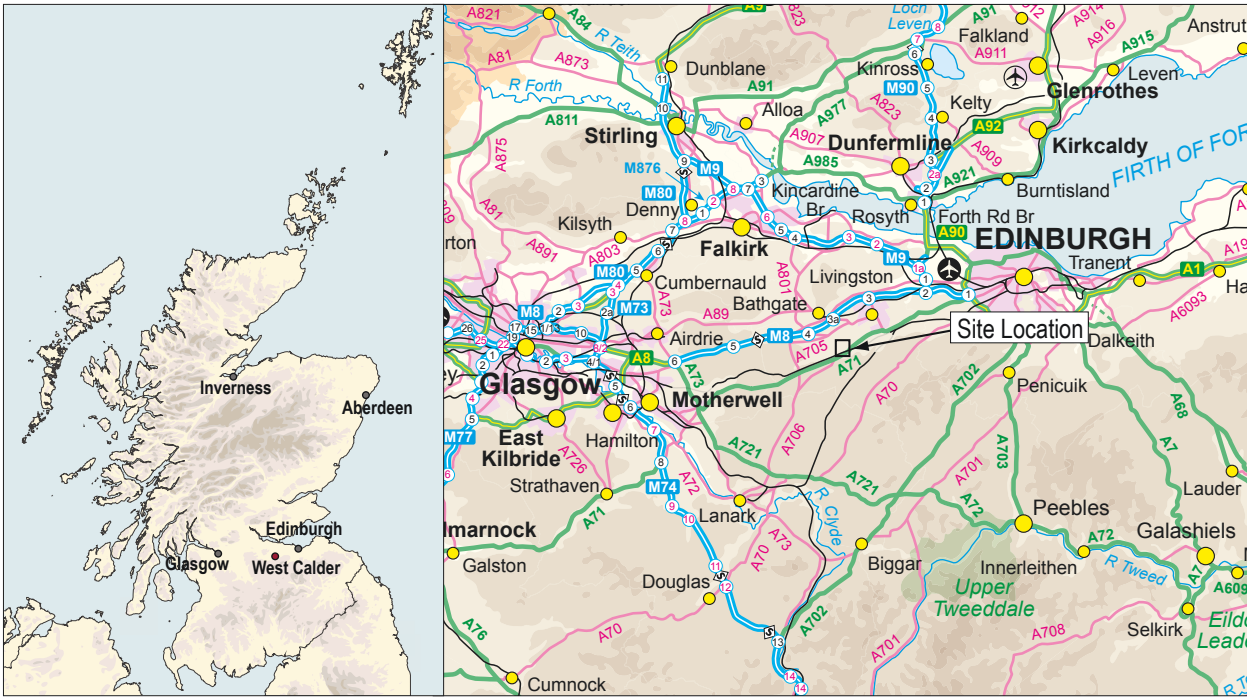 Inverness
Aberdeen
Edinburgh
Glasgow
West Calder
A821
A84
R Teith
A9
A823
Loch
Leven
A91
A912
A914
A916
A915
Anstrut
Falkland
A911
A81
A873
Dunblane
Kinross
Leven
Glenrothes
R Forth
A91
A977
M90
A823
Kelty
A811
Stirling
Alloa
A907
A92
Dunfermline
Kirkcaldy
A875
A985
A909
M876
M9
A921
FIRTH OF FOR
M80
Kincardine
Br
Burntisland
A81
Denny
Rosyth
Forth Rd Br
Kilsyth
A90
A891
A803
Falkirk
EDINBURGH
M9
Tranent
A1
M80
Cumbernauld
A801
Livingston
M73
A73
Bathgate
A6093
M8
A89
Airdrie
M8
Site Location
A705
A71
Dalkeith
A8
A73
A70
A702
Glasgow
Motherwell
Penicuik
A68
M77
East
Kilbride
Hamilton
A706
A7
A726
A721
A703
A701
Strathaven
M74
A72
A721
A72
Lauder
A71
Lanark
R Clyde
Peebles
lmarnock
Galashiels
Galston
A70
A73
Biggar
Innerleithen
A72
R Tweed
A7
Douglas
Upper
Tweeddale
A609
A702
Selkirk
A76
A70
A701
A708
Cumnock